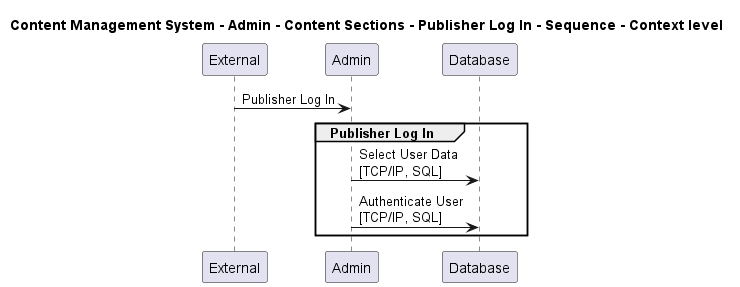 Content Management System - Admin - Content Sections - Publisher Log In - Sequence - Context level
External
Admin
Database
Publisher Log In
Publisher Log In
Select User Data
[TCP/IP, SQL]
Authenticate User
[TCP/IP, SQL]
External
Admin
Database